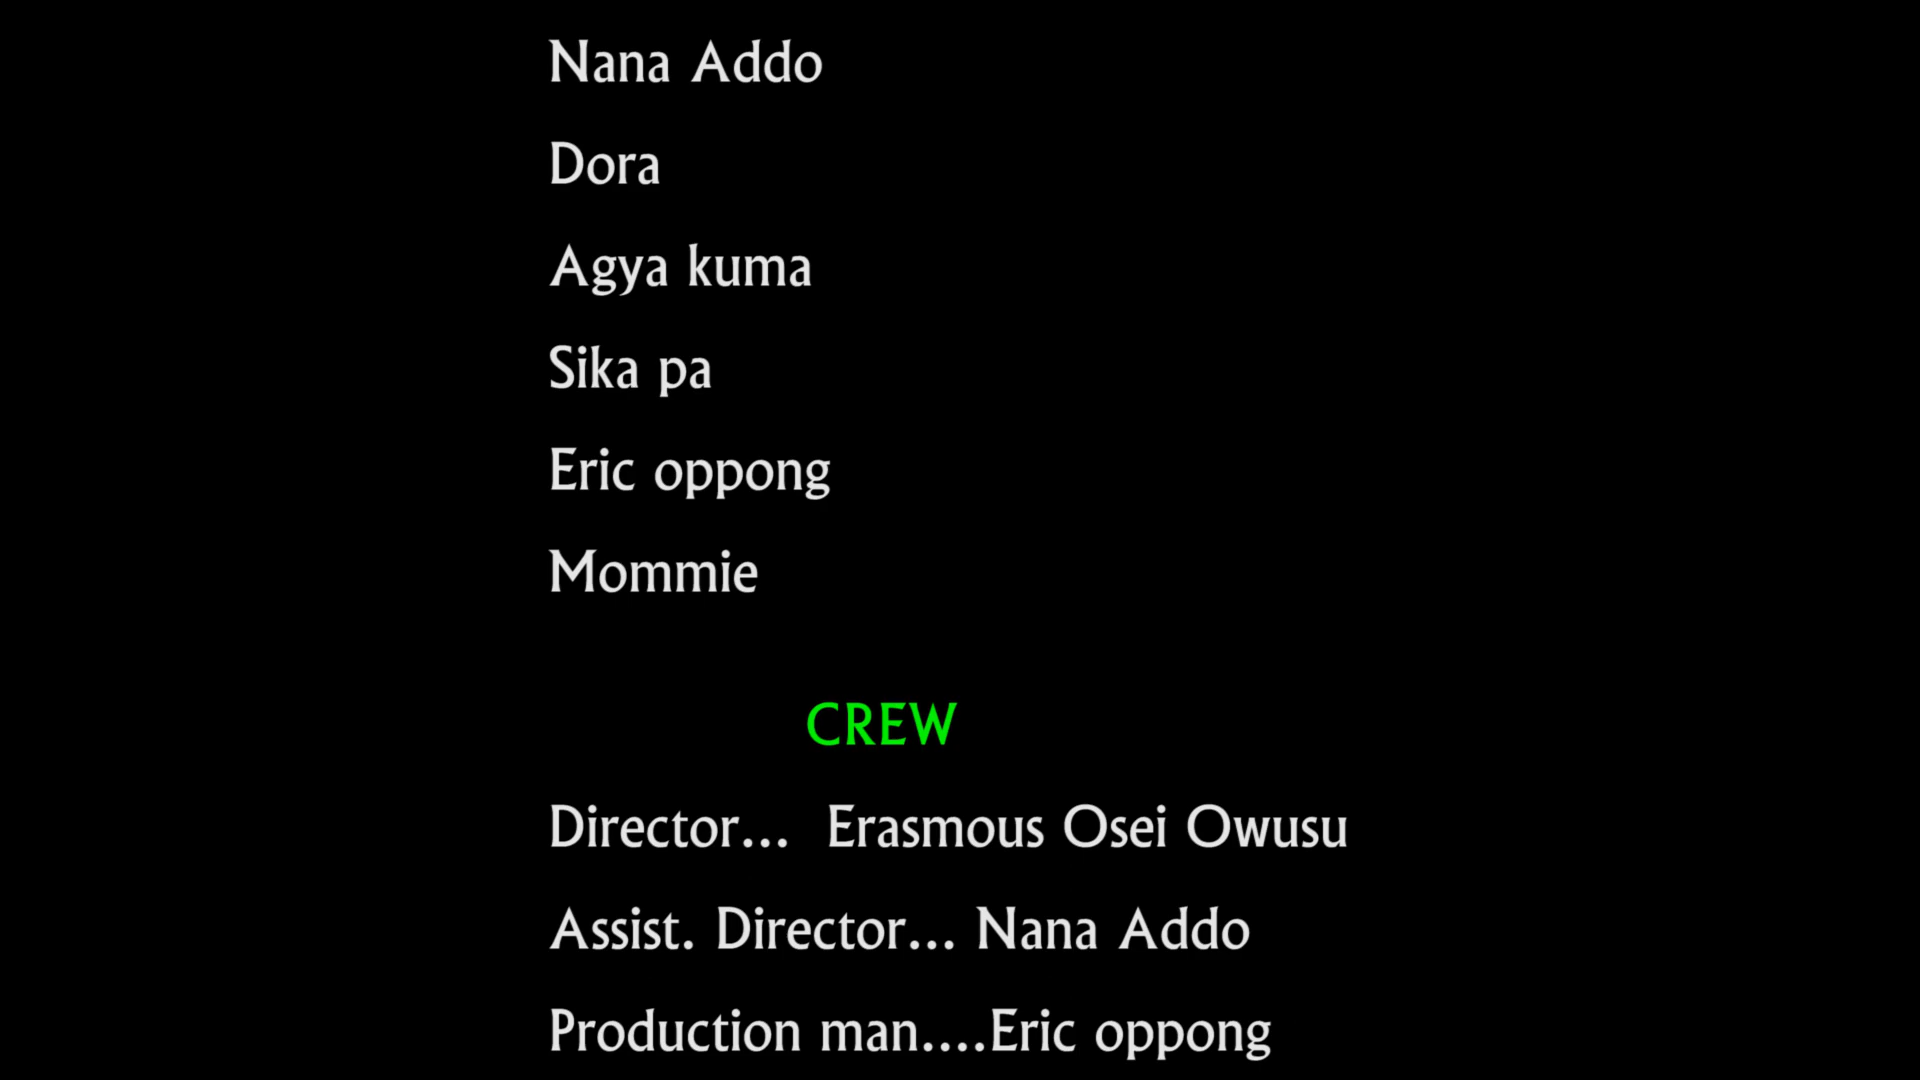 Nana Addo
Dora
Agya kuma
Sika pa
Eric oppong
Mommie
CREW
Director...  Erasmous Osei Owusu
Assist. Director... Nana Addo
Production man....Eric oppong